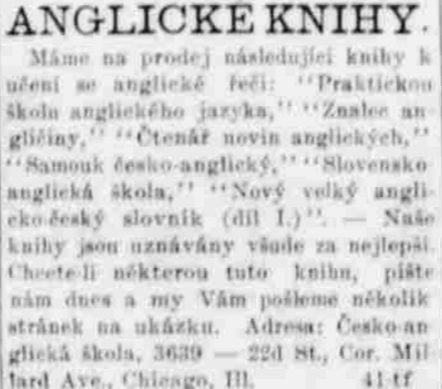 ANGLICKÉ KNIHY.
Máme na prodej následující knihy k
učení se anglické řeči: "Praktickou
školu anglického jazyka," "Znalec an-
gličiny," "Čtenář novin anglických,"
"Samouk česko-anglický," "Slovensko-
anglická škola," "Nový velký angli-
cko-český slovník (díl I.)". — Naše
knihy jsou uznávány všude za nejlepší.
Chcete-li některou tuto knihu, pište
nám dnes a my Vám pošleme několik
stránek na ukázku. Adresa: Česko-an-
glická škola, 3639 — 22d St., Cor. Mil-
lard Ave., Chicago, Ill. 41-tf